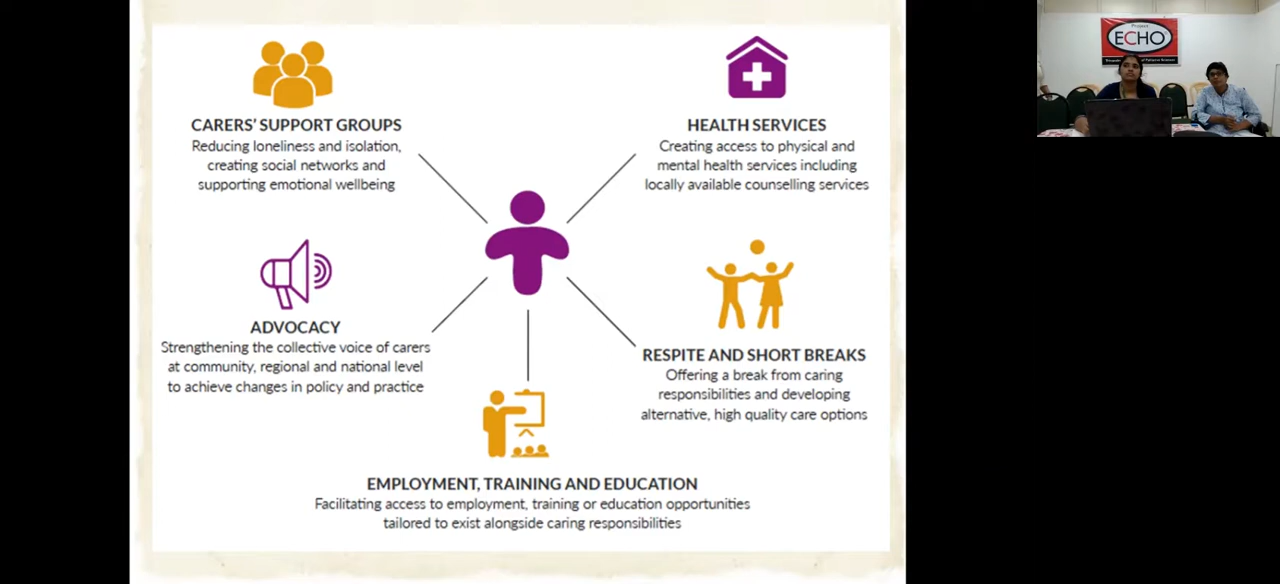 CARERS' SUPPORT GROUPS
Reducing loneliness and isolation,
creating social networks and
supporting emotional wellbeing
HEALTH SERVICES
Creating access to physical and
mental health services including
locally available counselling services
ADVOCACY
Strengthening the collective voice of carers
at community, regional and national level
to achieve changes in policy and practice
RESPITE AND SHORT BREAKS
Offering a break from caring
responsibilities and developing
alternative, high quality care options
EMPLOYMENT, TRAINING AND EDUCATION
Facilitating access to employment, training or education opportunities
tailored to exist alongside caring responsibilities
Project
ECHO